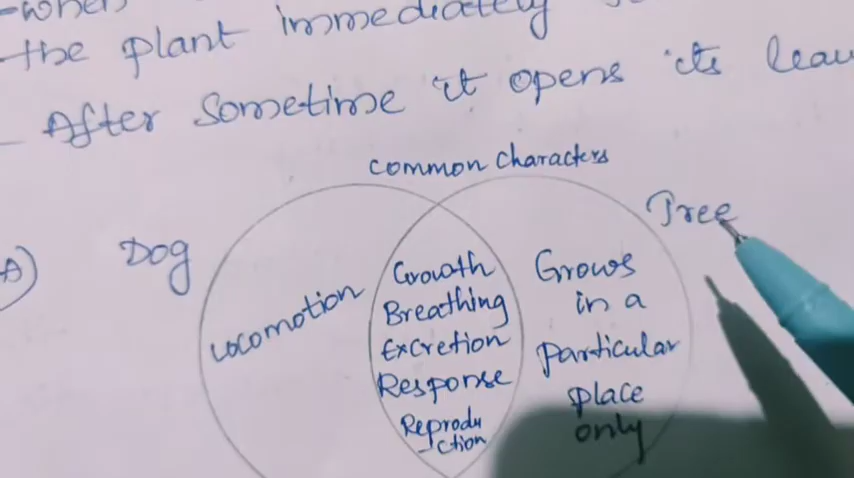 -when
-the plant immediately
- After sometime it opens its
common characters
A)
Dog
Tree
Locomotion
Growth
Breathing
Excretion
Response
Reprodu
-ction
Grows
in a
particular
place
only